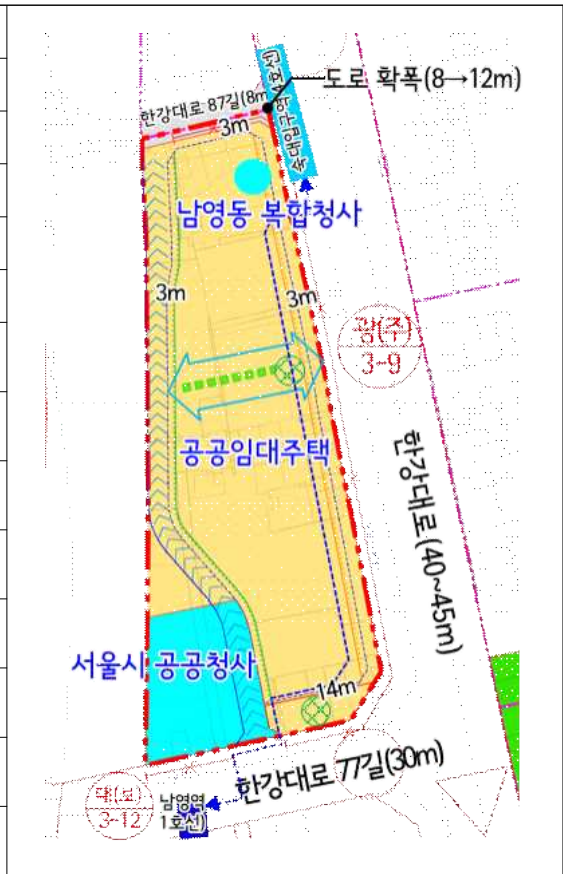 도로 확폭(8→12m)
숙대입구역(4호선)
한강대로 87길(8m
3m
남영동 복합청사
3m
3m
광(주)
3-9
공공임대주택
한강대로(40~45m)
서울시 공공청사
14m
한강대로 77길(30m)
대(보)
3-12
남영역
1호선)